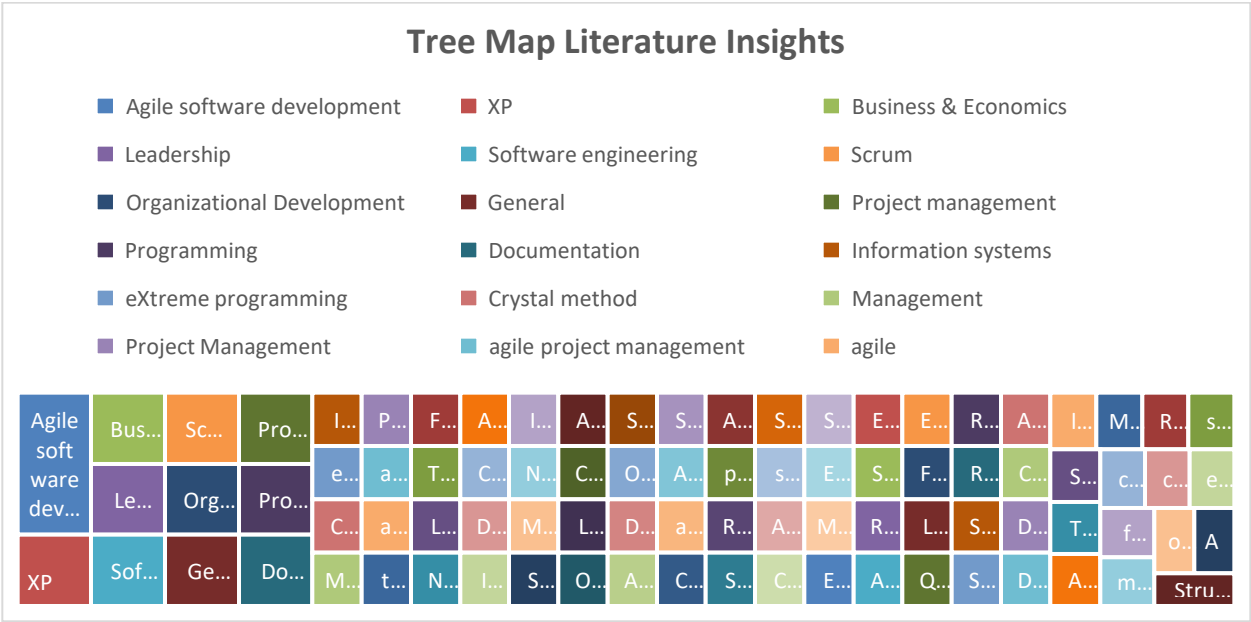 Tree Map Literature Insights
Agile software development XP Business & Economics
Leadership Software engineering Scrum
Organizational Development General Project management
Programming Documentation Information systems
eXtreme programming Crystal method Management
Project Management agile project management agile
Agile
soft
ware
dev...
Bus... Sc... Pro...
Le... Org... Pro...
XP Sof... Ge... Do...
I... P... F... A... I... A... S... S... A... S... S... E... E... R... A... I... M... R... s...
e... a... T... C... N... C... O... A... p... s... E... S... F... R... C... S... c... c... e...
C... a... L... D... M... L... D... a... R... A... M... R... L... S... D... T... f... o... A
M... t... N... I... S... O... A... C... S... C... E... A... Q... S... D... A... m... Stru...